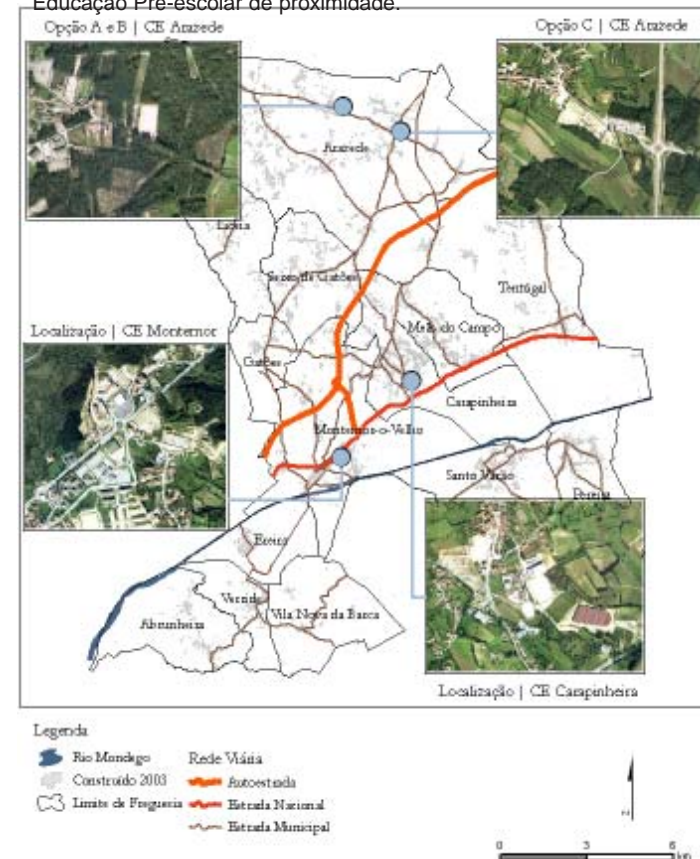 Educação Pré-escolar de proximidade.
Opção A e B | CE Arazede
Opção C | CE Arazede
Arazede
Liceia
Seixo de Gatões
Tentúgal
Localização | CE Montemor
Meãs do Campo
Gatões
Carapinheira
Montemor-o-Velho
Santo Varão
Pereira
Ereira
Verride
Vila Nova da Barca
Abrunheira
Localização | CE Carapinheira
Legenda
Rio Mondego
Rede Viária
Construído 2003
Autoestrada
Limite de Freguesia
Estrada Nacional
Estrada Municipal
N
0 3 6
km